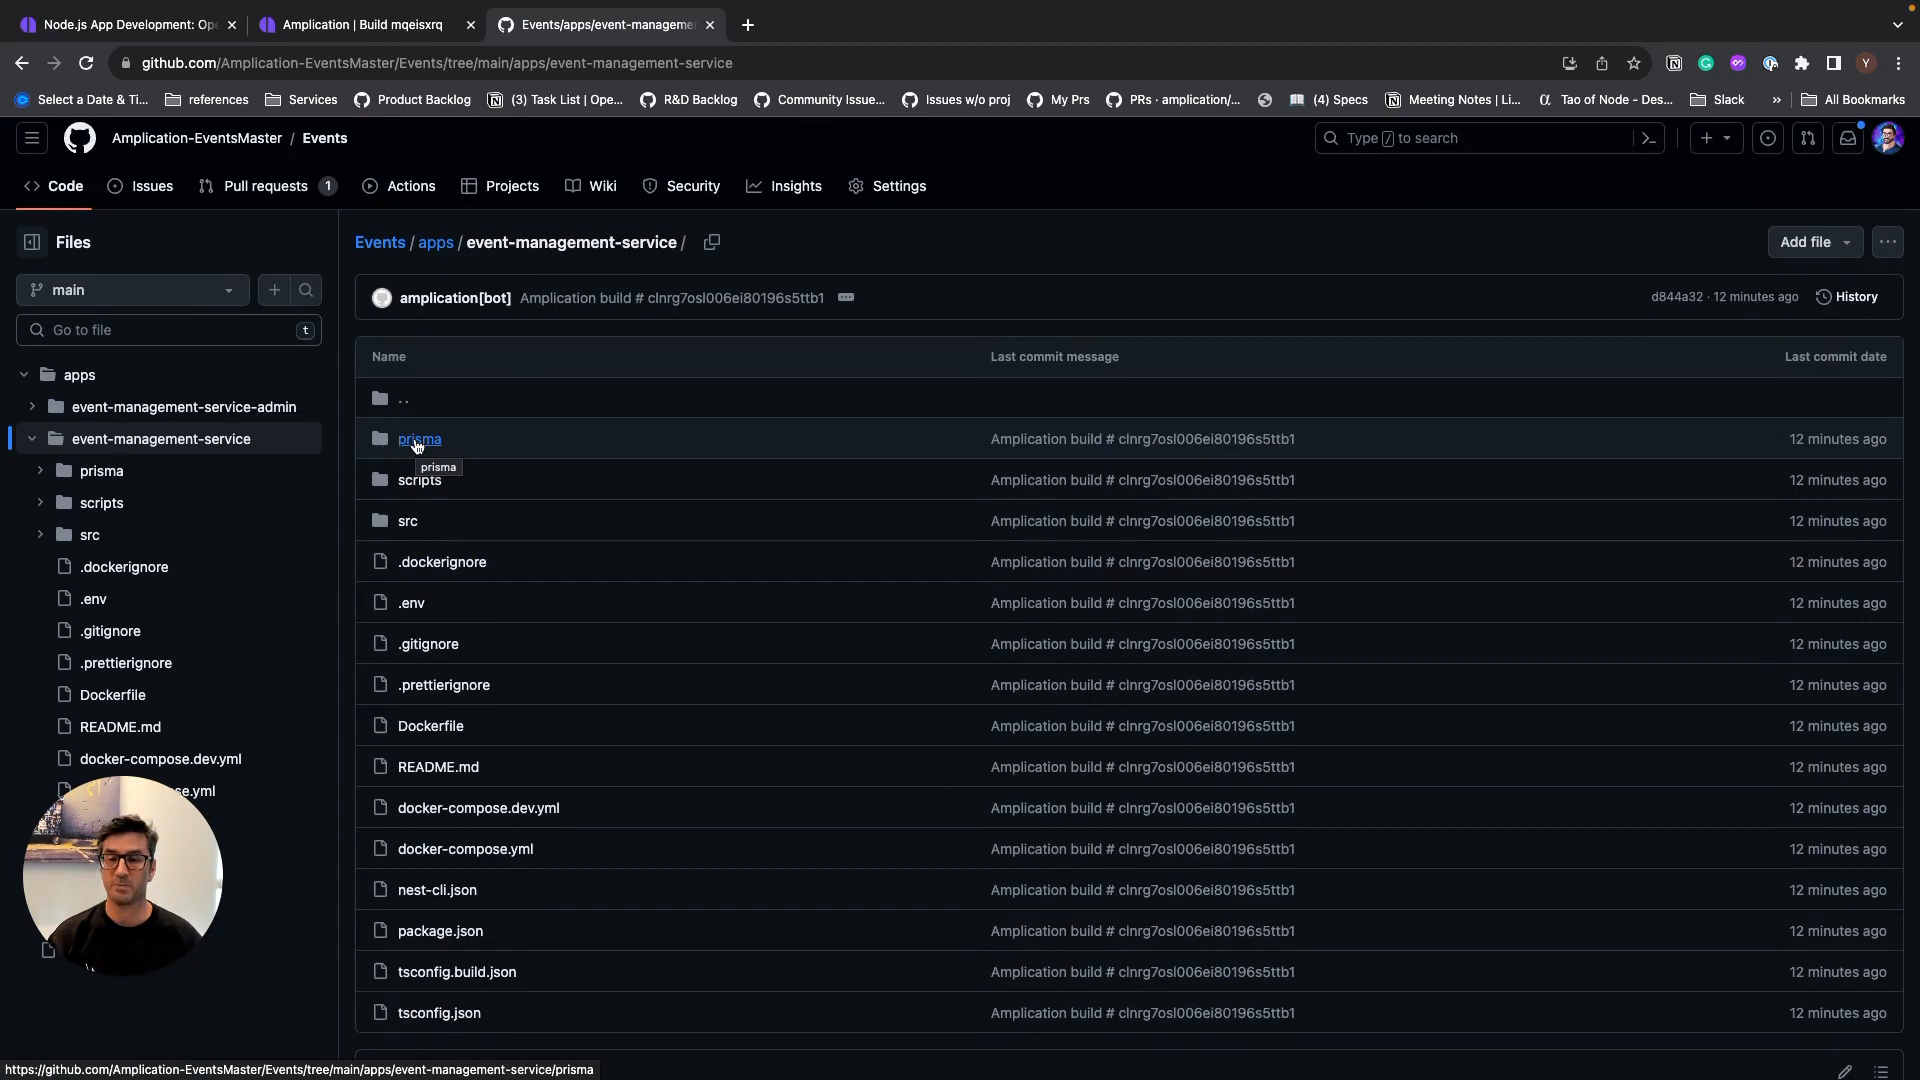 Node.js App Development: Ope
Amplication | Build mqeisxrq
Events/apps/event-manageme
github.com/Amplication-EventsMaster/Events/tree/main/apps/event-management-service
Y
Select a Date & Ti...
references
Services
Product Backlog
(3) Task List | Ope...
R&D Backlog
Community Issue...
Issues w/o proj
My Prs
PRs · amplication/...
(4) Specs
Meeting Notes | Li...
Tao of Node - Des...
Slack
»
All Bookmarks
Amplication-EventsMaster / Events
Type / to search
Code
Issues
Pull requests 1
Actions
Projects
Wiki
Security
Insights
Settings
Files
main
Go to file
t
apps
event-management-service-admin
event-management-service
prisma
scripts
src
.dockerignore
.env
.gitignore
.prettierignore
Dockerfile
README.md
docker-compose.dev.yml
se.yml
Events / apps / event-management-service /
Add file
amplication[bot] Amplication build # clnrg7osl006ei80196s5ttb1
d844a32 · 12 minutes ago
History
Name Last commit message Last commit date
..
prisma Amplication build # clnrg7osl006ei80196s5ttb1 12 minutes ago
prisma
scripts Amplication build # clnrg7osl006ei80196s5ttb1 12 minutes ago
src Amplication build # clnrg7osl006ei80196s5ttb1 12 minutes ago
.dockerignore Amplication build # clnrg7osl006ei80196s5ttb1 12 minutes ago
.env Amplication build # clnrg7osl006ei80196s5ttb1 12 minutes ago
.gitignore Amplication build # clnrg7osl006ei80196s5ttb1 12 minutes ago
.prettierignore Amplication build # clnrg7osl006ei80196s5ttb1 12 minutes ago
Dockerfile Amplication build # clnrg7osl006ei80196s5ttb1 12 minutes ago
README.md Amplication build # clnrg7osl006ei80196s5ttb1 12 minutes ago
docker-compose.dev.yml Amplication build # clnrg7osl006ei80196s5ttb1 12 minutes ago
docker-compose.yml Amplication build # clnrg7osl006ei80196s5ttb1 12 minutes ago
nest-cli.json Amplication build # clnrg7osl006ei80196s5ttb1 12 minutes ago
package.json Amplication build # clnrg7osl006ei80196s5ttb1 12 minutes ago
tsconfig.build.json Amplication build # clnrg7osl006ei80196s5ttb1 12 minutes ago
tsconfig.json Amplication build # clnrg7osl006ei80196s5ttb1 12 minutes ago
https://github.com/Amplication-EventsMaster/Events/tree/main/apps/event-management-service/prisma